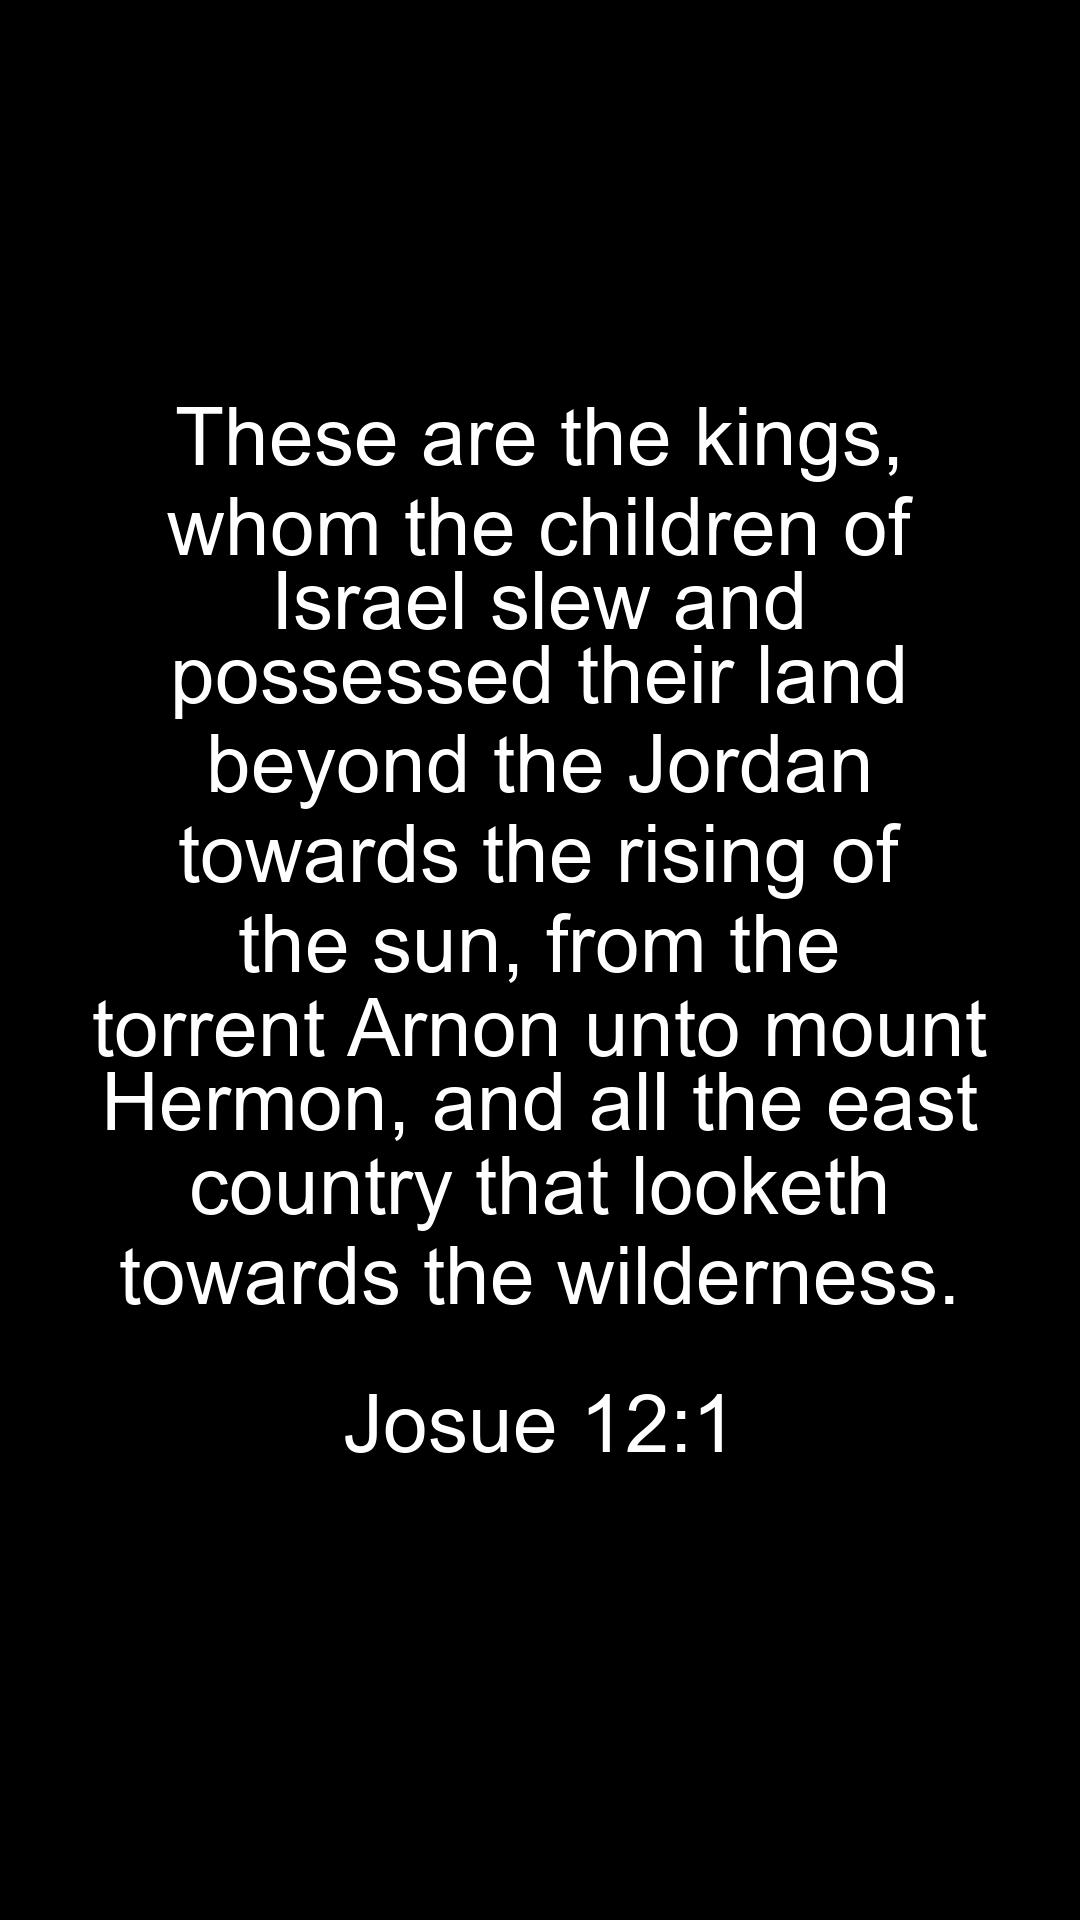 These are the kings,
whom the children of
Israel slew and
possessed their land
beyond the Jordan
towards the rising of
the sun, from the
torrent Arnon unto mount
Hermon, and all the east
country that looketh
towards the wilderness.
Josue 12:1